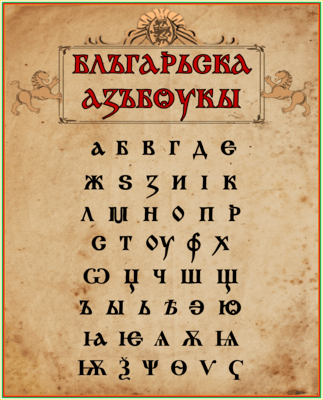 БЛЪГАРЬСКА
АЗЪБОУКЫ
А Б В Г Д Е
Ж Ѕ Ꙁ И І К
Л М Н О П Р
С Т ОУ Ф Х
Ѡ Џ Ч Ш Щ
Ъ Ы Ь Ѣ Э Ю
Ꙗ Ѥ Ѧ Ѫ Ѩ
Ѭ Ѯ Ѱ Ѳ Ѵ Ҁ